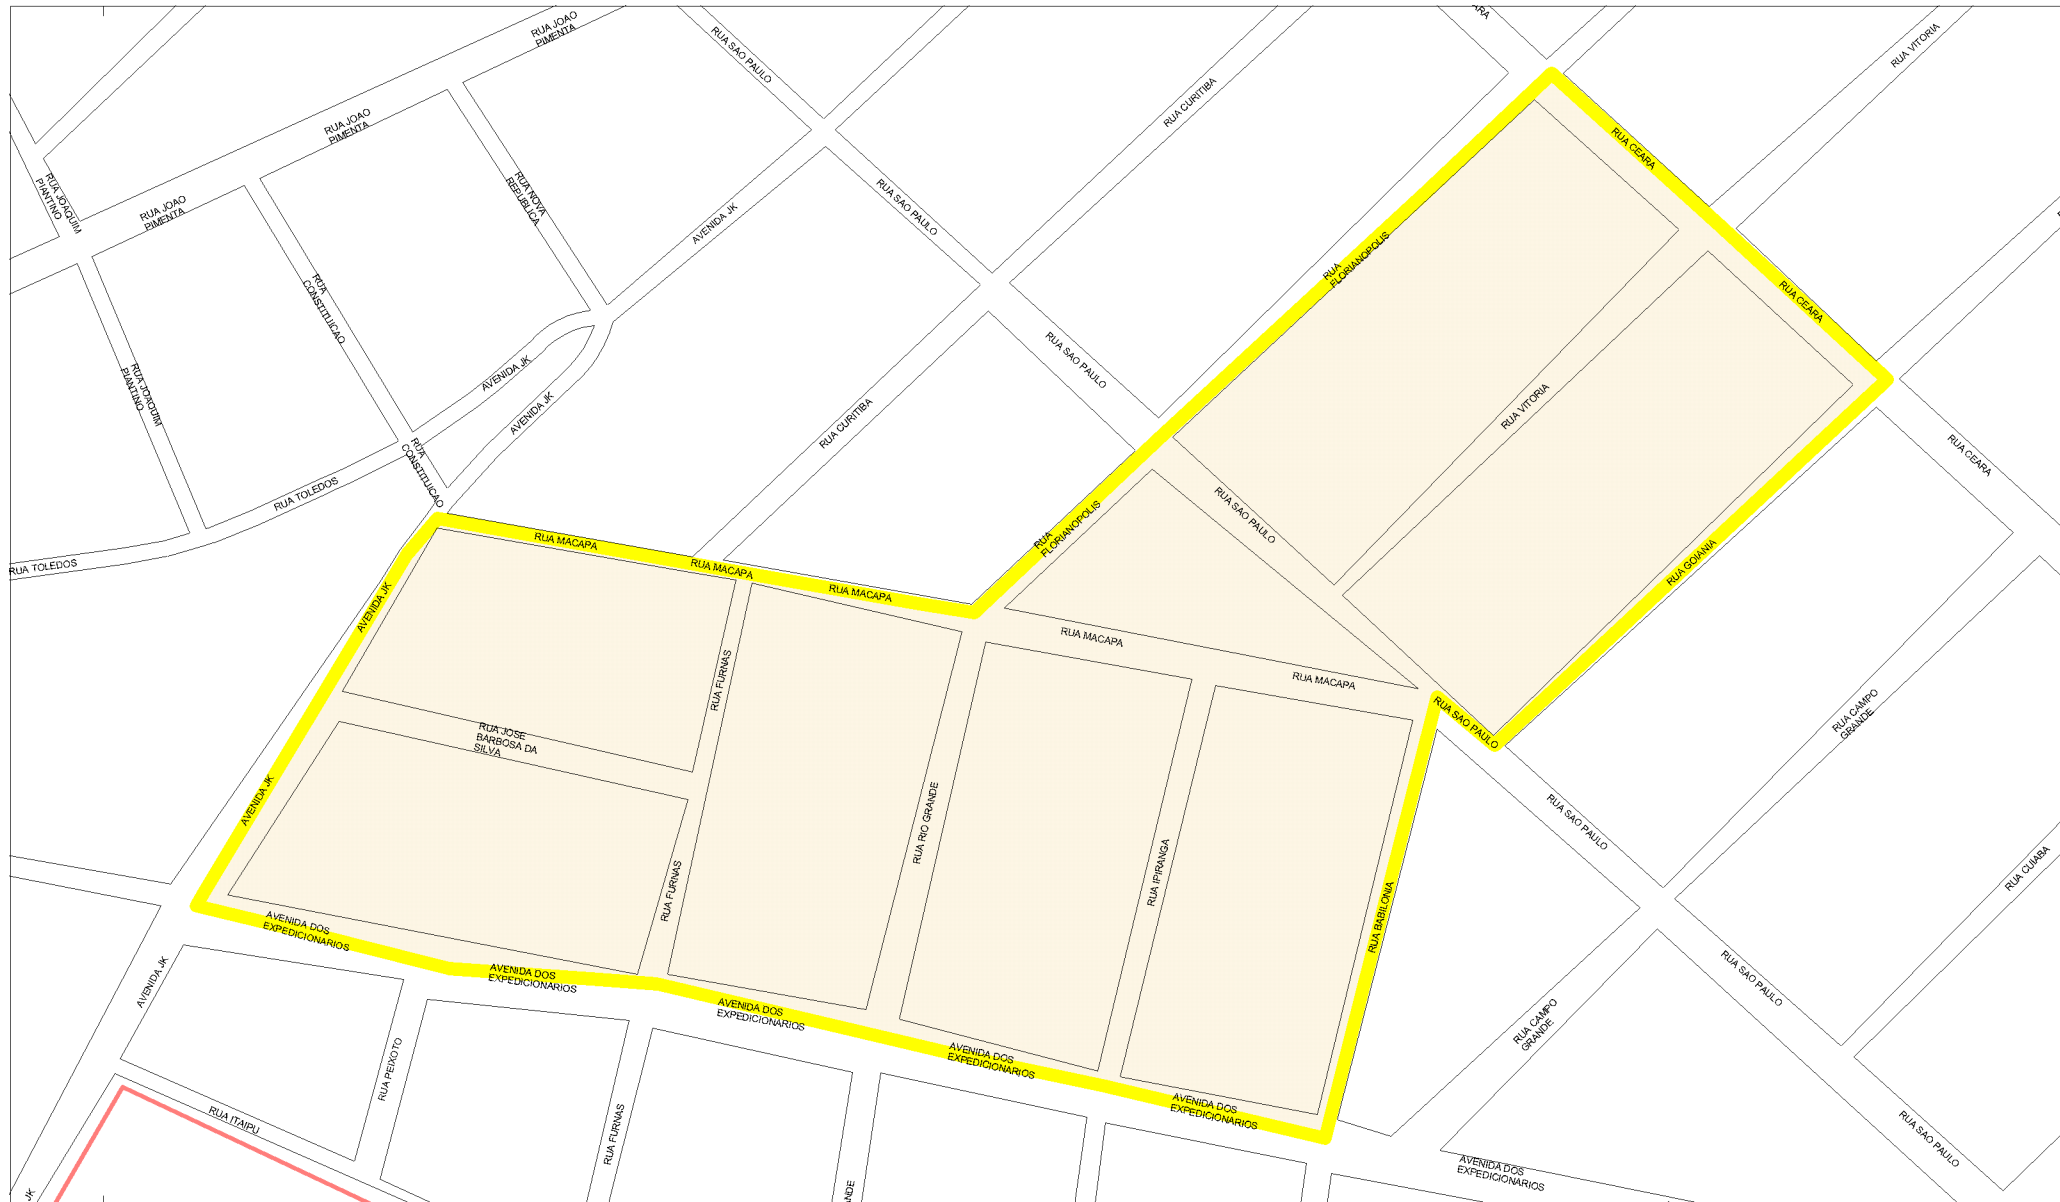 RUA JOAO
PIMENTA
RUA SAO PAULO
ARA
RUA VITORIA
RUA CURITIBA
RUA JOAO
PIMENTA
RUA CEARA
RUA JOAQUIM
PIANTINO
RUA JOAO
PIMENTA
RUA NOVA
REPUBLICA
AVENIDA JK
RUA SAO PAULO
RUA
FLORIANOPOLIS
RUA
CONSTITUICAO
RUA CEARA
RUA SAO PAULO
AVENIDA JK
RUA JOAQUIM
PIANTINO
AVENIDA JK
RUA CURITIBA
RUA VITORIA
RUA CEARA
RUA
CONSTITUICAO
RUA TOLEDOS
RUA SAO PAULO
RUA
FLORIANOPOLIS
RUA TOLEDOS
RUA MACAPA
RUA MACAPA
RUA MACAPA
RUA GOIANIA
AVENIDA JK
RUA MACAPA
RUA MACAPA
RUA FURNAS
RUA SAO PAULO
RUA CAMPO
GRANDE
RUA JOSE
BARBOSA DA
SILVA
AVENIDA JK
RUA RIO GRANDE
RUA SAO PAULO
RUA IPIRANGA
RUA CUIABA
RUA FURNAS
RUA BABILONIA
AVENIDA DOS
EXPEDICIONARIOS
AVENIDA JK
AVENIDA DOS
EXPEDICIONARIOS
RUA SAO PAULO
AVENIDA DOS
EXPEDICIONARIOS
RUA CAMPO
GRANDE
AVENIDA DOS
EXPEDICIONARIOS
RUA PEIXOTO
AVENIDA DOS
EXPEDICIONARIOS
RUA ITAIPU
RUA FURNAS
RUA SAO PAULO
AVENIDA DOS
EXPEDICIONARIOS
JK
NDE